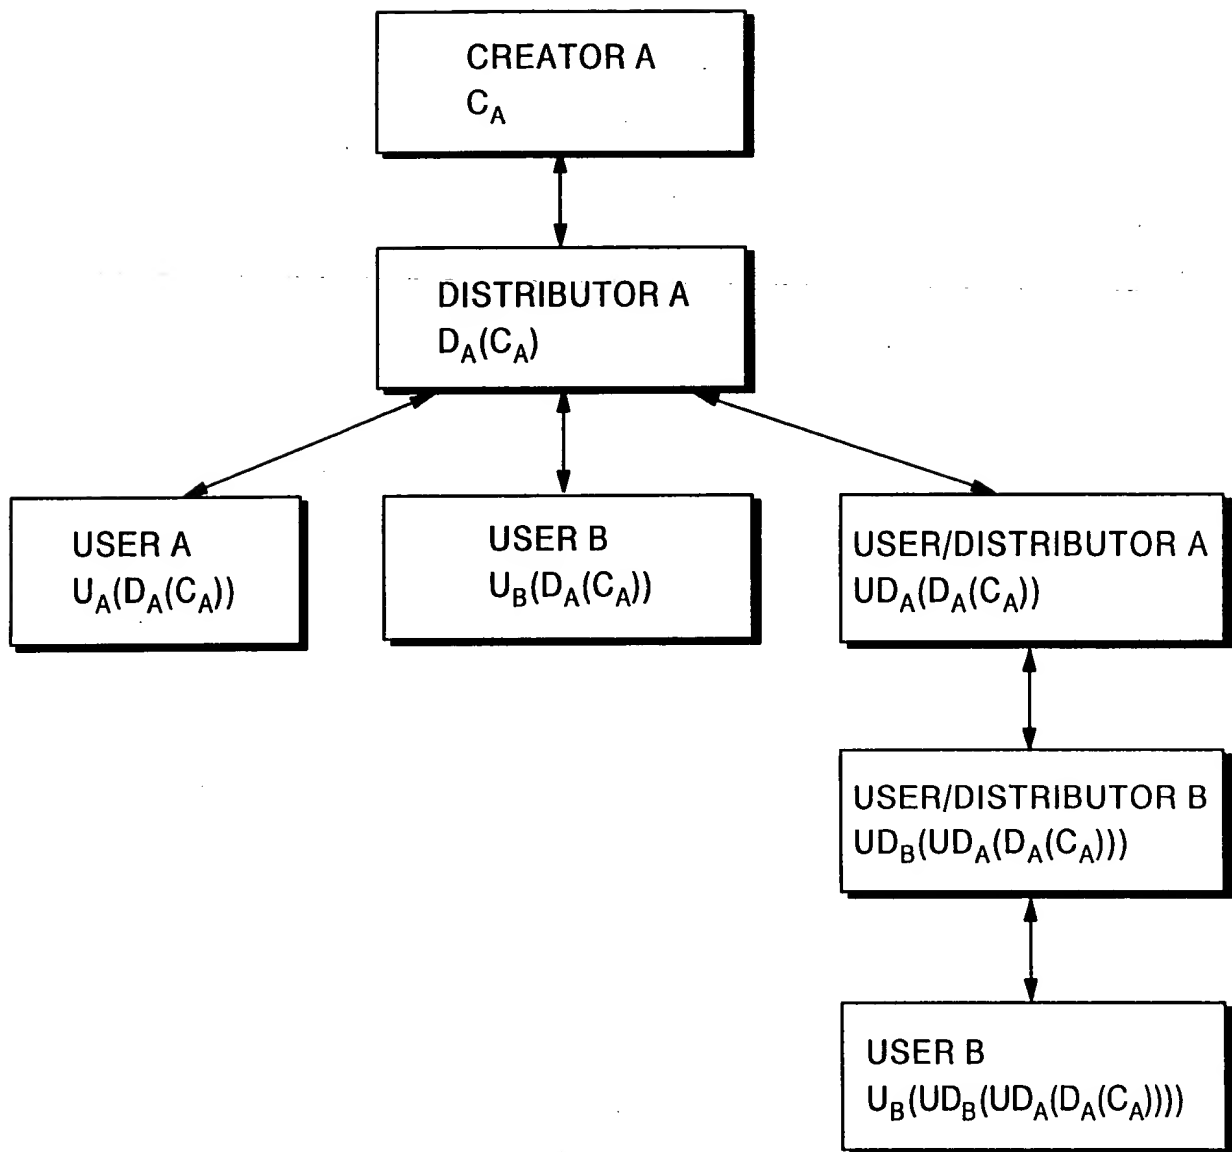 CREATOR A
C_A
DISTRIBUTOR A
D_A(C_A)
USER A
U_A(D_A(C_A))
USER B
U_B(D_A(C_A))
USER/DISTRIBUTOR A
UD_A(D_A(C_A))
USER/DISTRIBUTOR B
UD_B(UD_A(D_A(C_A)))
USER B
U_B(UD_B(UD_A(D_A(C_A))))